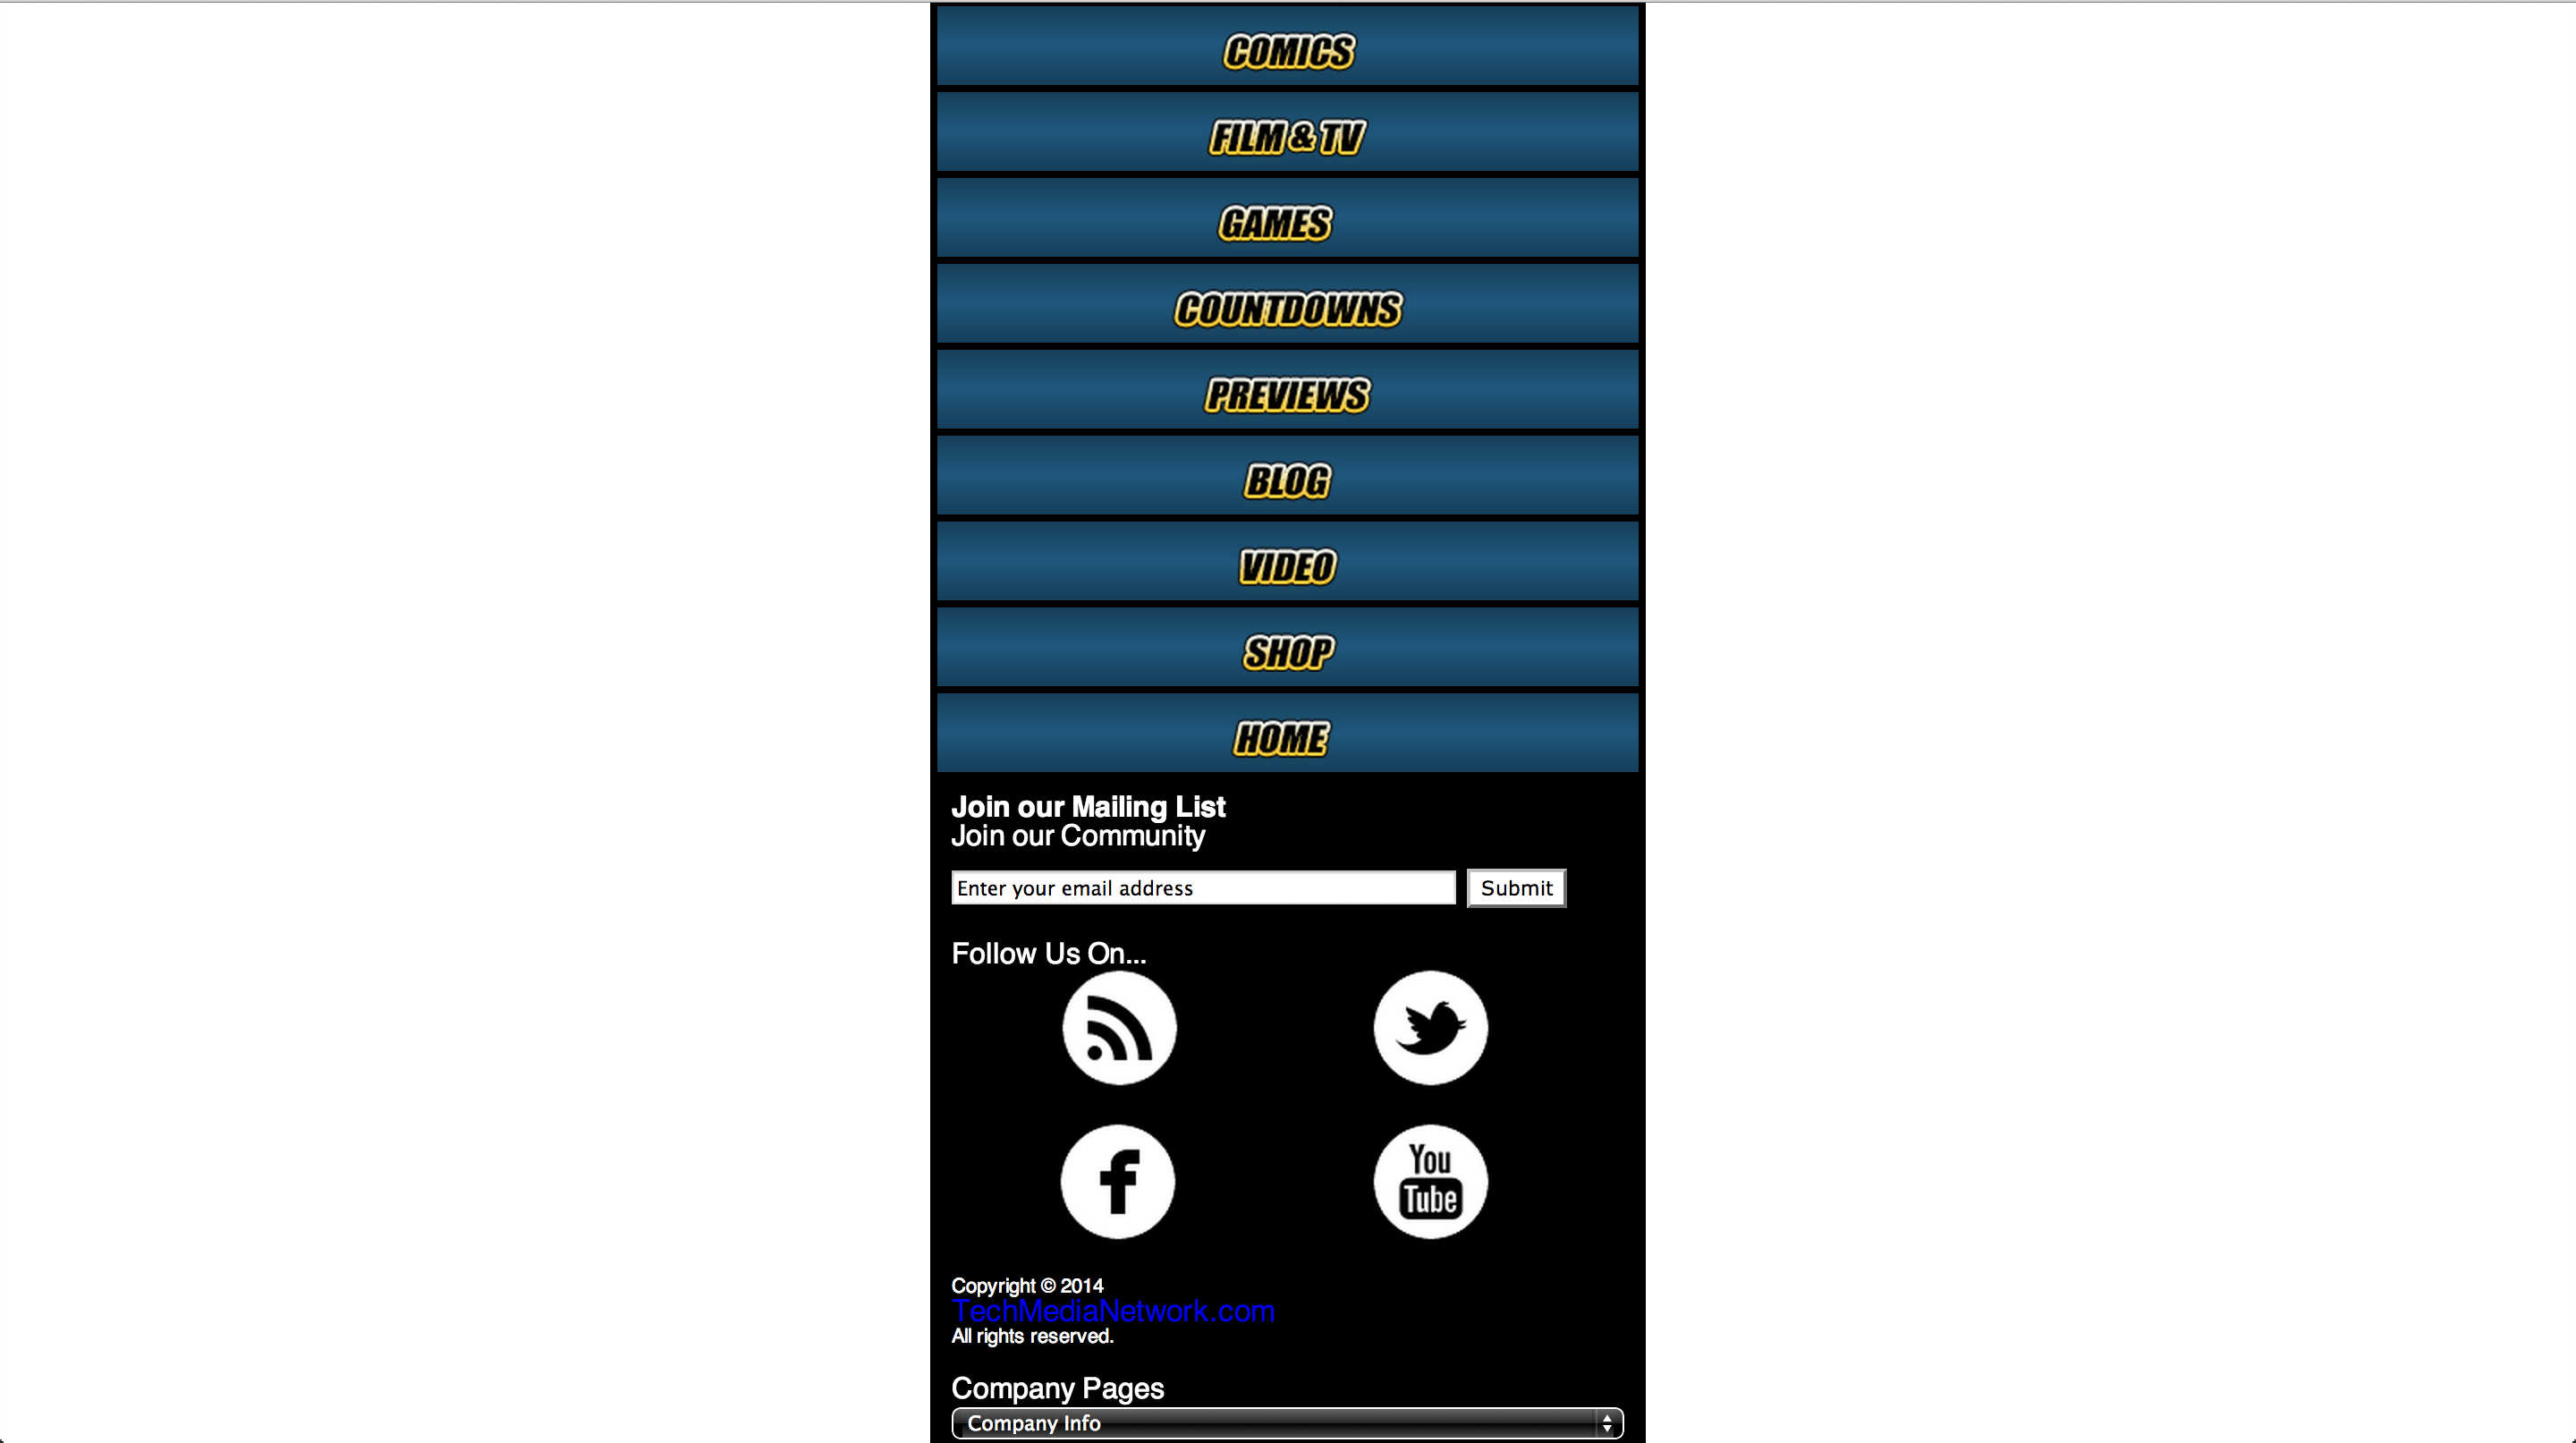 COMICS
FILM & TV
GAMES
COUNTDOWNS
PREVIEWS
BLOG
VIDEO
SHOP
HOME
Join our Mailing List
Join our Community
Enter your email address Submit
Follow Us On...
f
You
Tube
Copyright © 2014
TechMediaNetwork.com
All rights reserved.
Company Pages
Company Info